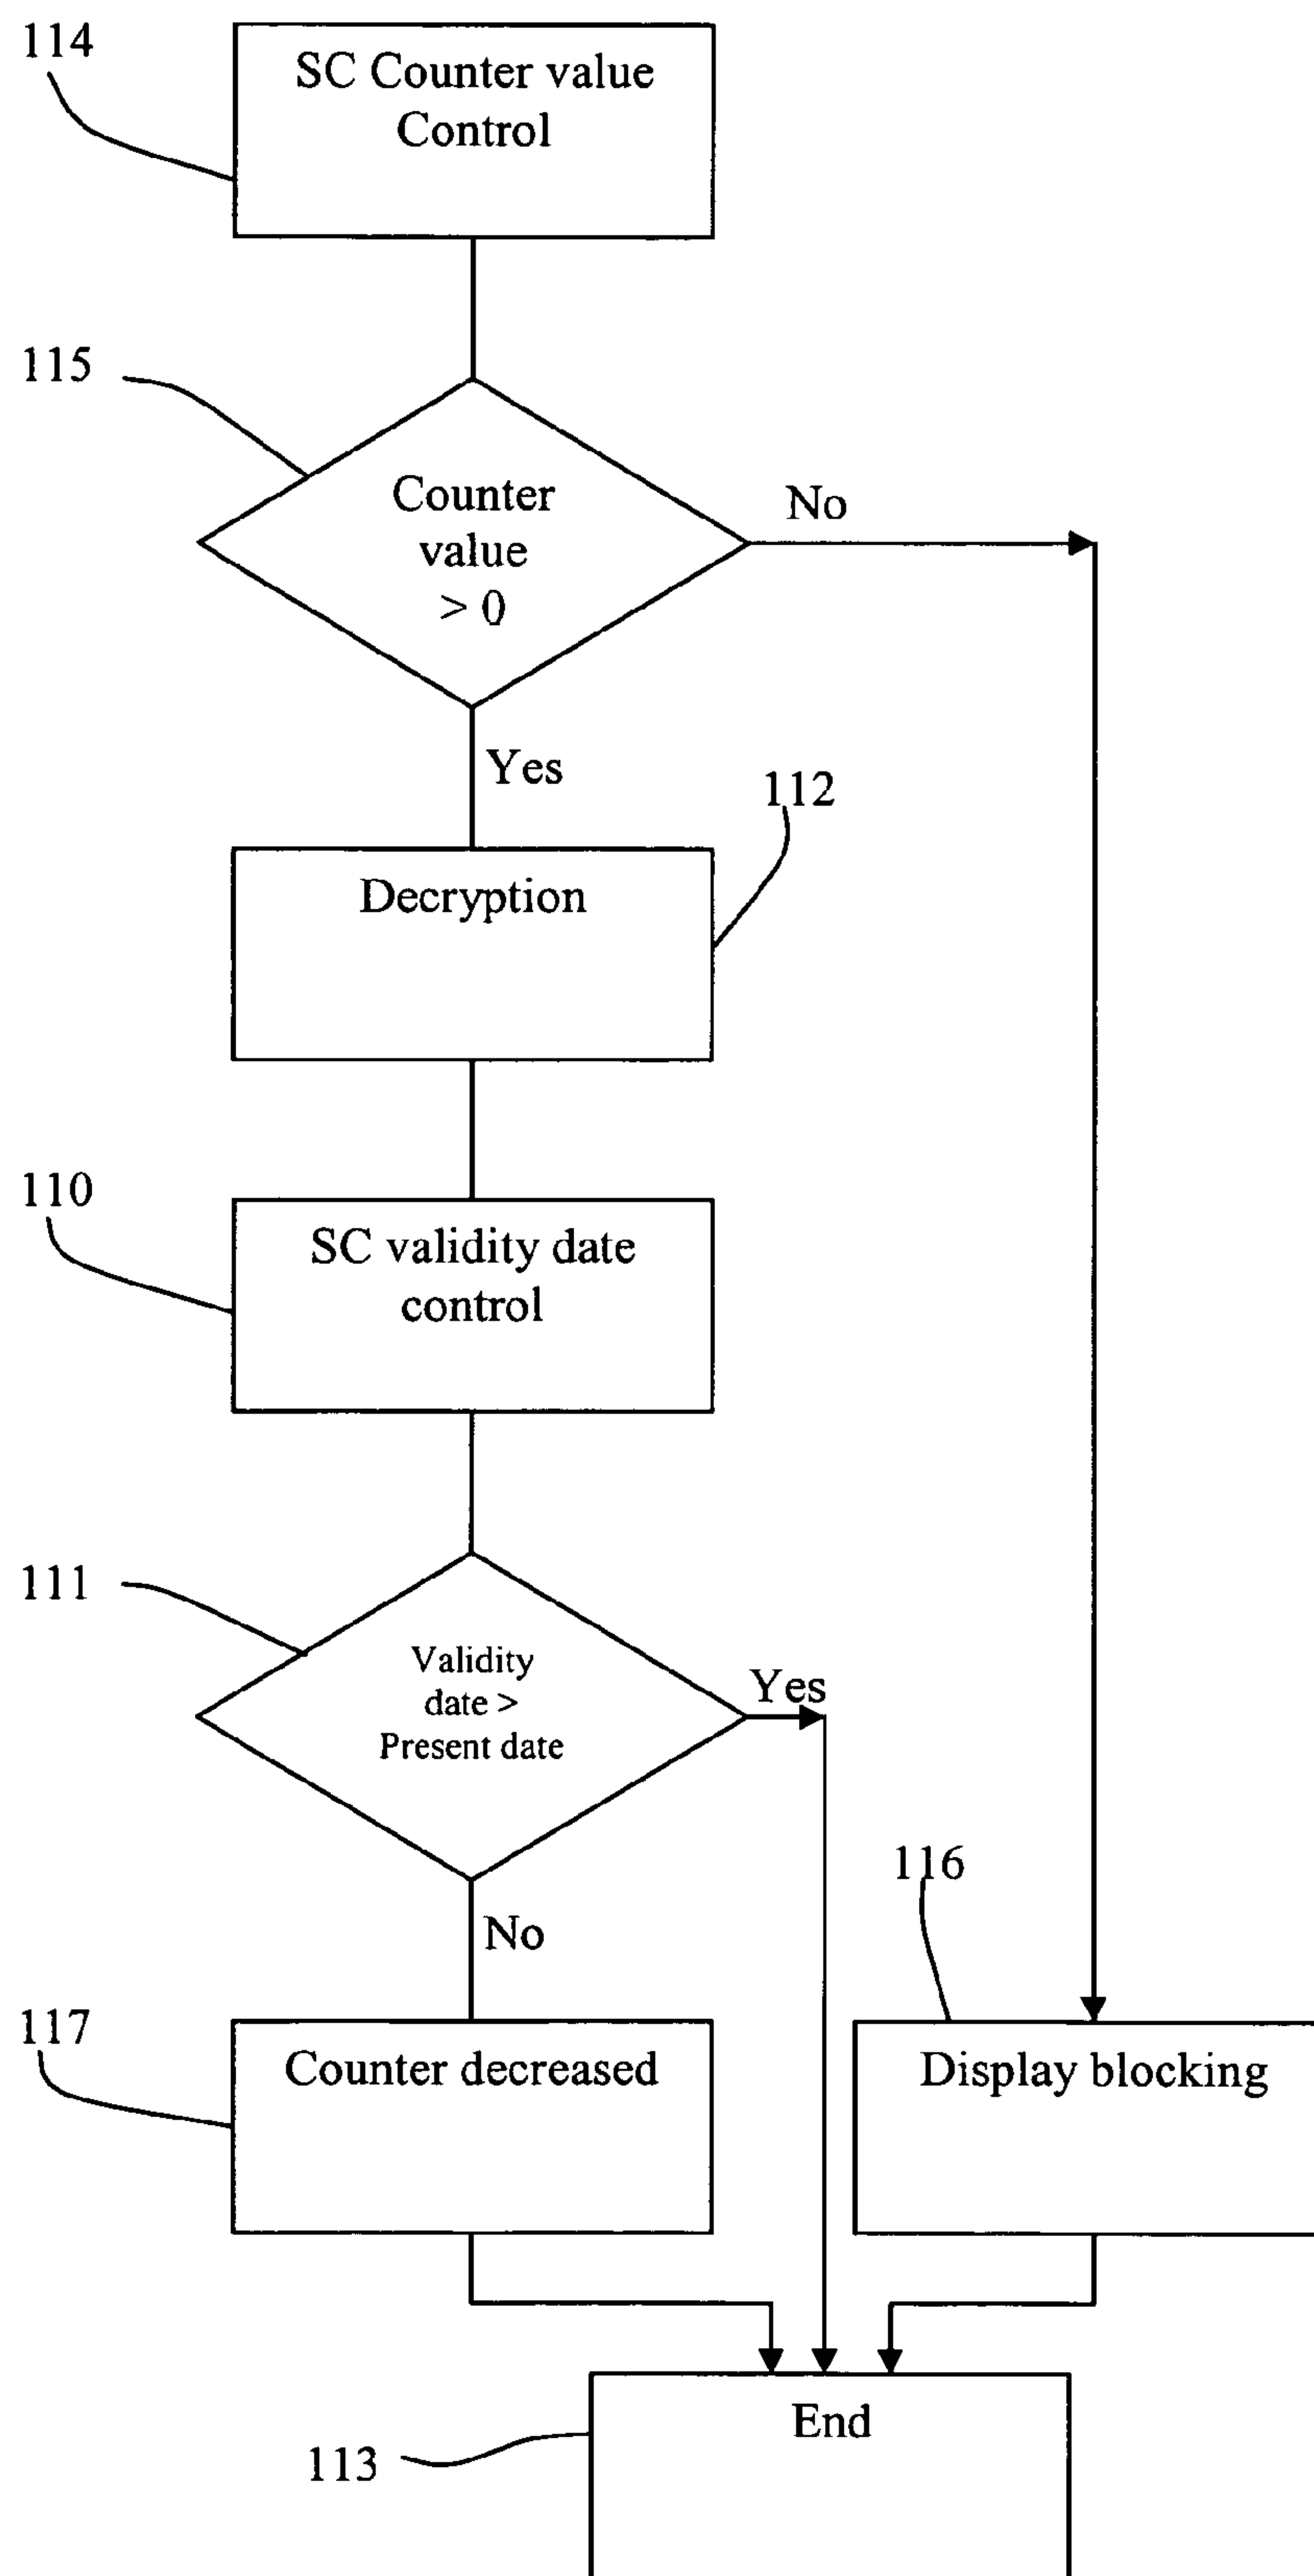 114
SC Counter value
Control
115
Counter
value
> 0
No
Yes
112
Decryption
110
SC validity date
control
111
Validity
date >
Present date
Yes
116
No
117
Counter decreased
Display blocking
End
113